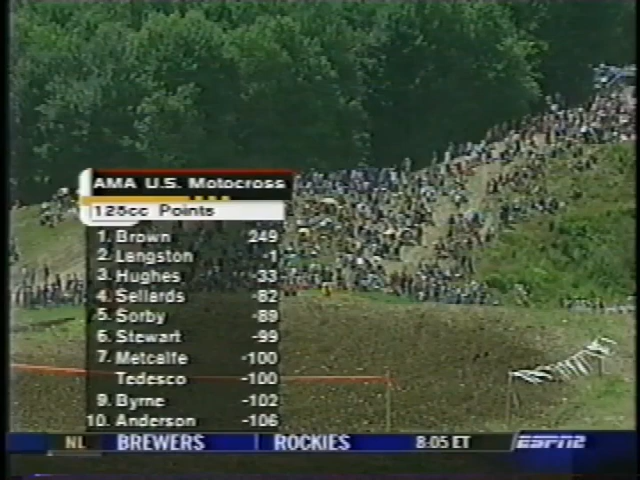 AMA U.S. Motocross
125cc Points
1. Brown 249
2. Langston -1
3. Hughes -33
4. Sellards -82
5. Sorby -89
6. Stewart -99
7. Metcalfe -100
Tedesco -100
9. Byrne -102
10. Anderson -106
NL BREWERS ROCKIES 8:05 ET ESPN2